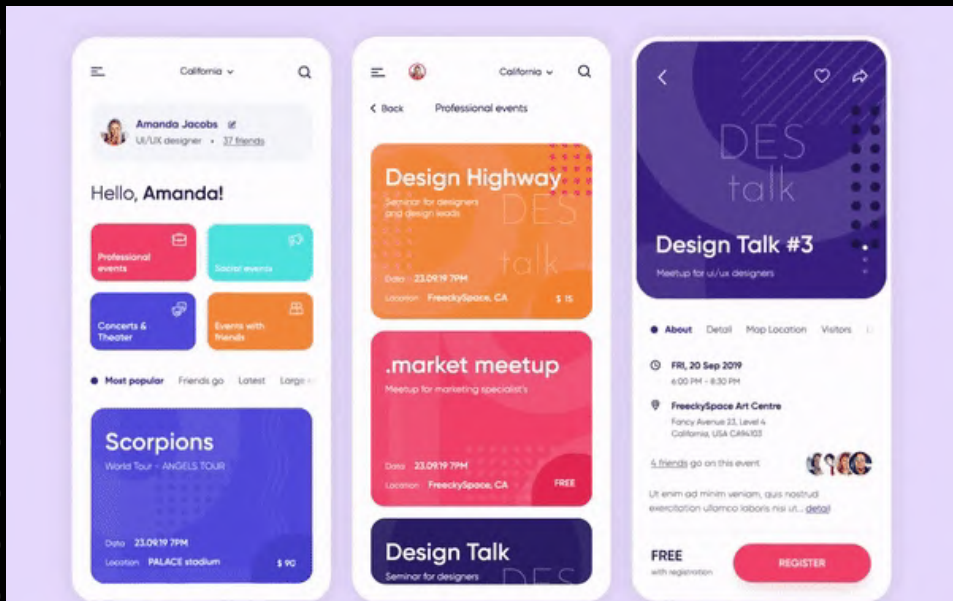 California
Amanda Jacobs
UI/UX designer • 37 friends
Hello, Amanda!
Professional
events
Social events
Concerts &
Theater
Events with
friends
Most popular Friends go Latest Large
Scorpions
World Tour - ANGELS TOUR
Data 23.09.19 7PM
Location PALACE stadium $ 90
California
Back Professional events
Design Highway
Seminar for designers
and design leads
DES
talk
Data 23.09.19 7PM
Location FreeckySpace, CA $ 15
.market meetup
Meetup for marketing specialist's
Data 23.09.19 7PM
Location FreeckySpace, CA FREE
Design Talk
Seminar for designers
DES
DES
talk
Design Talk #3
Meetup for ui/ux designers
About Detail Map Location Visitors
FRI, 20 Sep 2019
6:00 PM - 8:30 PM
FreeckySpace Art Centre
Fancy Avenue 23, Level 4
California, USA CA94103
4 friends go on this event
Ut enim ad minim veniam, quis nostrud
exercitation ullamco laboris nisi ut... detail
FREE
with registration
REGISTER